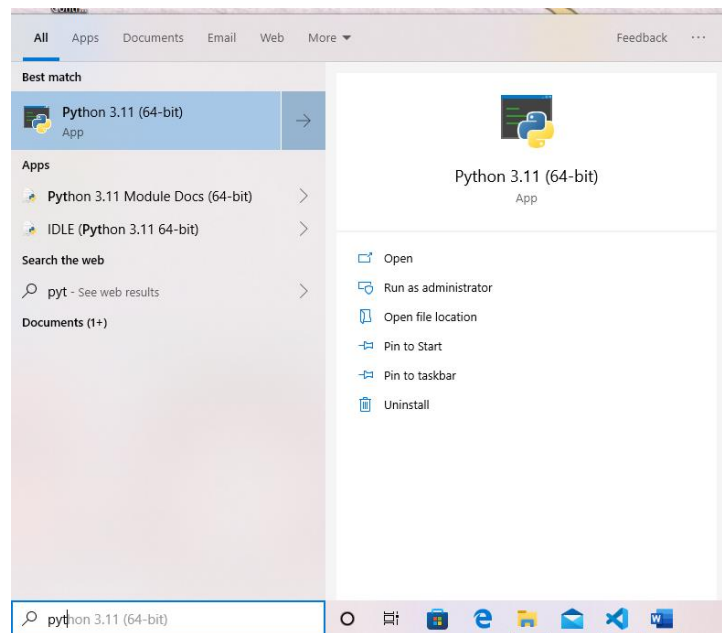 All Apps Documents Email Web More Feedback ...
Best match
Python 3.11 (64-bit)
App
Apps
Python 3.11 Module Docs (64-bit)
IDLE (Python 3.11 64-bit)
Search the web
pyt - See web results
Documents (1+)
Python 3.11 (64-bit)
App
Open
Run as administrator
Open file location
Pin to Start
Pin to taskbar
Uninstall
python 3.11 (64-bit)